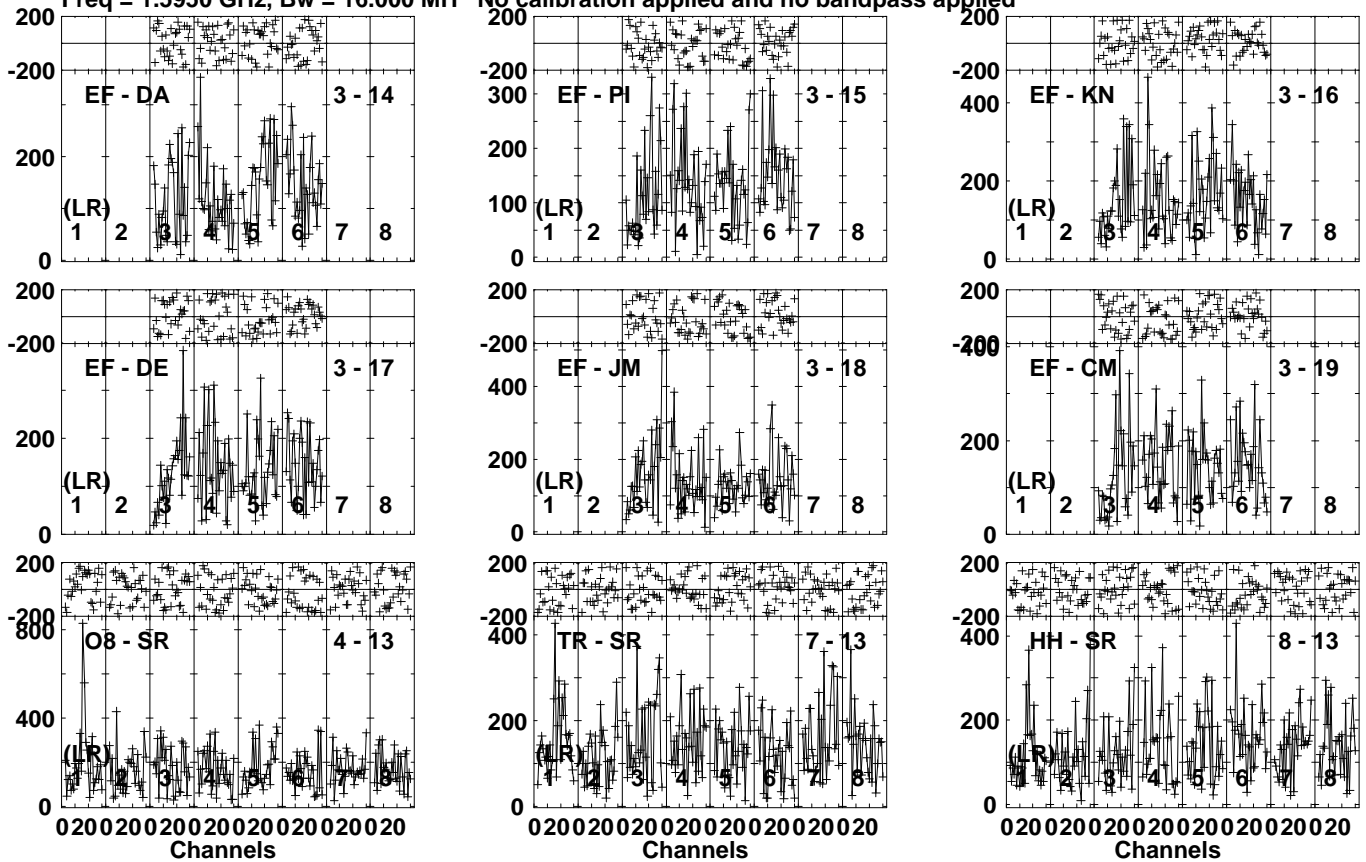 Freq = 1.5950 GHz, Bw = 16.000 MH No calibration applied and no bandpass applied
200 200 200
-200 -200 -200
EF - DA 3 - 14 EF - PI 3 - 15 EF - KN 3 - 16
300 400
200 200 200
100
(LR) (LR) (LR)
1 2 3 4 5 6 7 8 1 2 3 4 5 6 7 8 1 2 3 4 5 6 7 8
0 0 0
200 200 200
-200 -200 -200
400
EF - DE 3 - 17 EF - JM 3 - 18 EF - CM 3 - 19
400
200 200 200
(LR) (LR) (LR)
1 2 3 4 5 6 7 8 1 2 3 4 5 6 7 8 1 2 3 4 5 6 7 8
0 0 0
200 200 200
-200 -200 -200
800 400 400
O8 - SR 4 - 13 TR - SR 7 - 13 HH - SR 8 - 13
400 200 200
(LR) (LR) (LR)
1 2 3 4 5 6 7 8 1 2 3 4 5 6 7 8 1 2 3 4 5 6 7 8
0 0 0
0 20 0 20 0 20 0 20 0 20 0 20 0 20 0 20 0 20 0 20 0 20 0 20 0 20 0 20 0 20 0 20 0 20 0 20 0 20 0 20 0 20 0 20 0 20 0 20
Channels Channels Channels